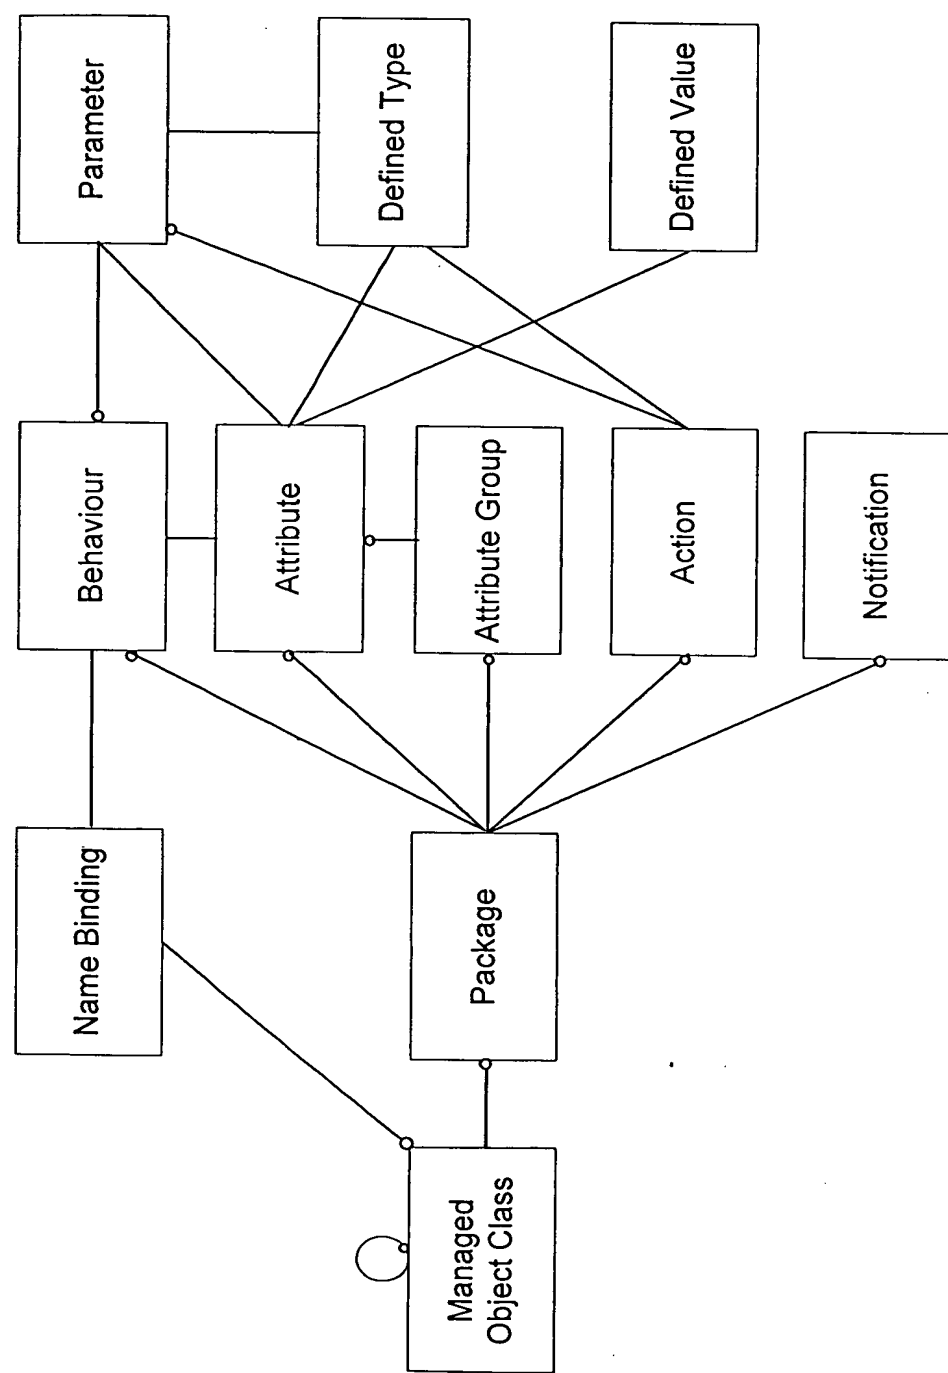 Managed
Object Class
Name Binding
Package
Behaviour
Attribute
Attribute Group
Action
Notification
Parameter
Defined Type
Defined Value